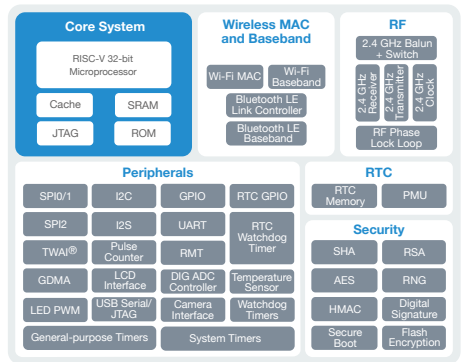 Core System
RISC-V 32-bit
Microprocessor
Cache
SRAM
JTAG
ROM
Wireless MAC
and Baseband
Wi-Fi MAC
Wi-Fi
Baseband
Bluetooth LE
Link Controller
Bluetooth LE
Baseband
RF
2.4 GHz Balun
+ Switch
2.4 GHz
Receiver
2.4 GHz
Transmitter
2.4 GHz
Clock
RF Phase
Lock Loop
Peripherals
SPI0/1
I2C
GPIO
RTC GPIO
SPI2
I2S
UART
RTC
Watchdog
Timer
TWAI®
Pulse
Counter
RMT
GDMA
LCD
Interface
DIG ADC
Controller
Temperature
Sensor
LED PWM
USB Serial/
JTAG
Camera
Interface
Watchdog
Timers
General-purpose Timers
System Timers
RTC
RTC
Memory
PMU
Security
SHA
RSA
AES
RNG
HMAC
Digital
Signature
Secure
Boot
Flash
Encryption